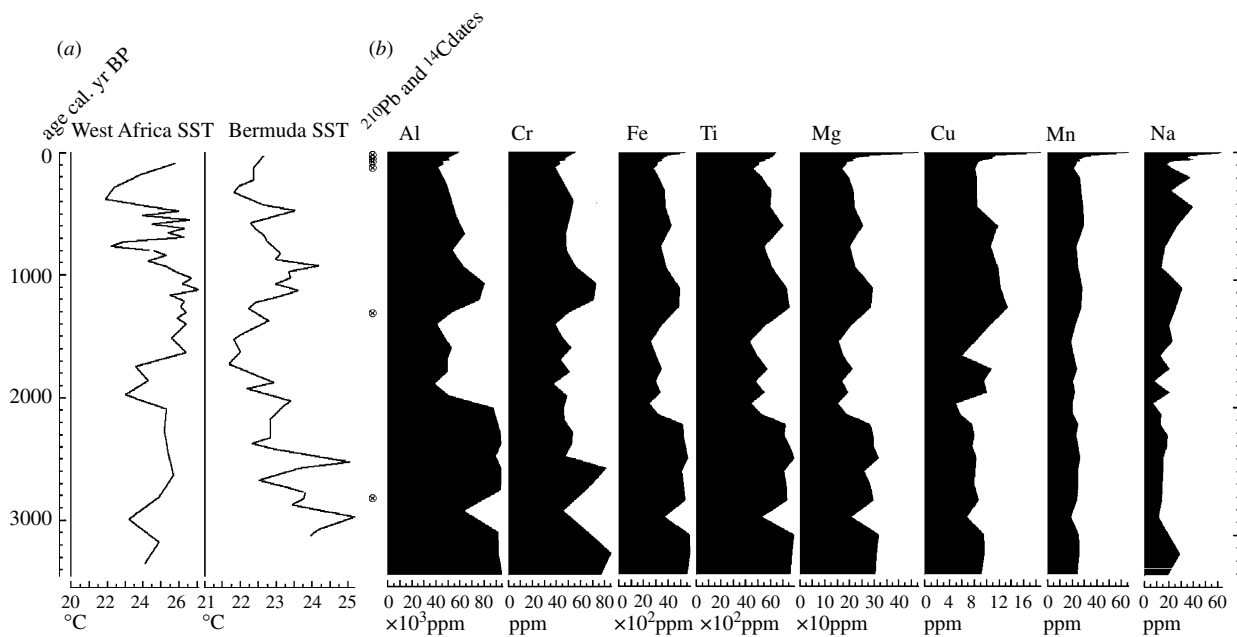 (a)
age cal. yr BP
West Africa SST
Bermuda SST
(b)
²¹⁰Pb and ¹⁴Cdates
Al Cr Fe Ti Mg Cu Mn Na
0
1000
2000
3000
20 22 24 26 21 22 23 24 25 0 20 40 60 80 0 20 40 60 80 0 20 40 60 80 0 20 40 60 0 10 20 30 40 0 4 8 12 16 0 20 40 60 0 20 40 60
°C °C ×10³ppm ppm ×10²ppm ×10²ppm ×10ppm ppm ppm ppm